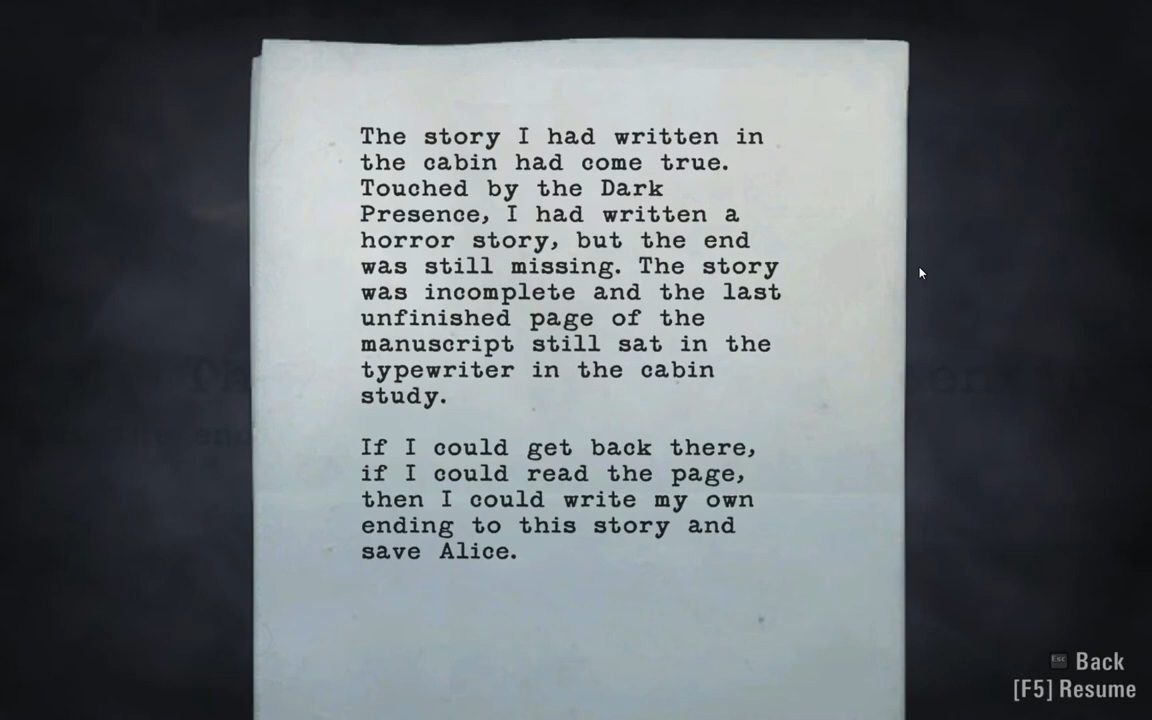 The story I had written in
the cabin had come true.
Touched by the Dark
Presence, I had written a
horror story, but the end
was still missing. The story
was incomplete and the last
unfinished page of the
manuscript still sat in the
typewriter in the cabin
study.
If I could get back there,
if I could read the page,
then I could write my own
ending to this story and
save Alice.
Esc Back
[F5] Resume